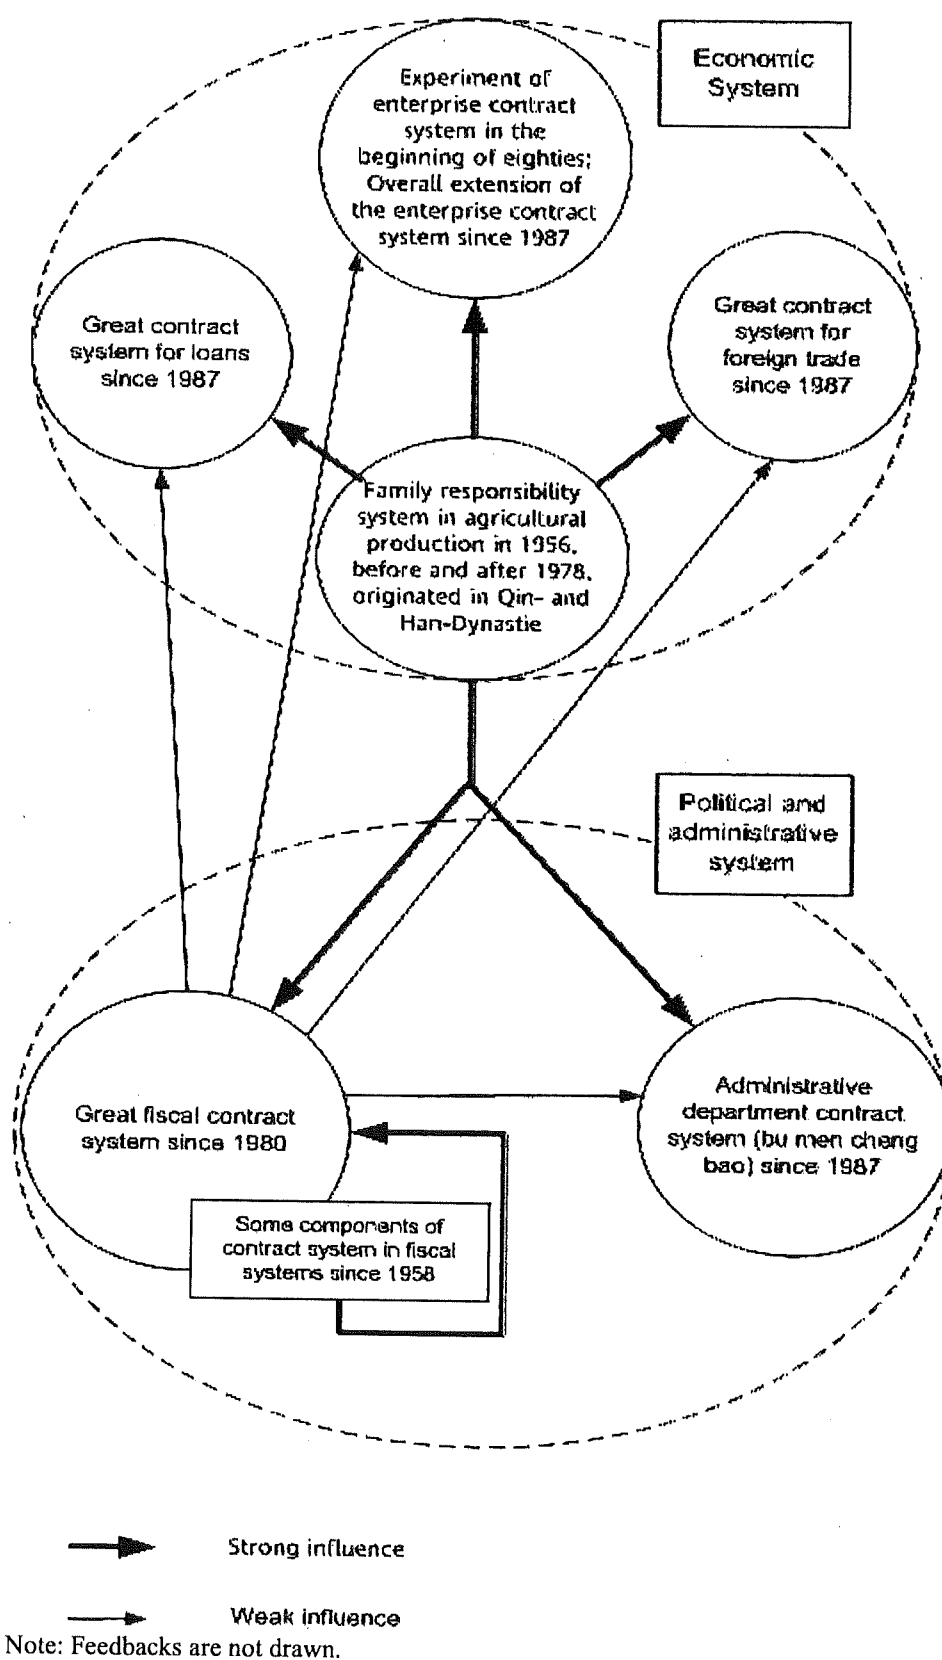 Economic
System
Experiment of
enterprise contract
system in the
beginning of eighties;
Overall extension of
the enterprise contract
system since 1987
Great contract
system for loans
since 1987
Great contract
system for
foreign trade
since 1987
Family responsibility
system in agricultural
production in 1956,
before and after 1978,
originated in Qin- and
Han-Dynastie
Political and
administrative
system
Great fiscal contract
system since 1980
Administrative
department contract
system (bu men cheng
bao) since 1987
Some components of
contract system in fiscal
systems since 1958
Strong influence
Weak influence
Note: Feedbacks are not drawn.